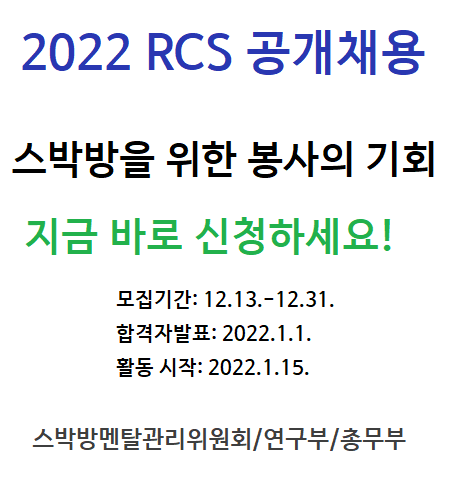 2022 RCS 공개채용
스박방을 위한 봉사의 기회
지금 바로 신청하세요!
모집기간: 12.13.-12.31.
합격자발표: 2022.1.1.
활동 시작: 2022.1.15.
스박방멘탈관리위원회/연구부/총무부